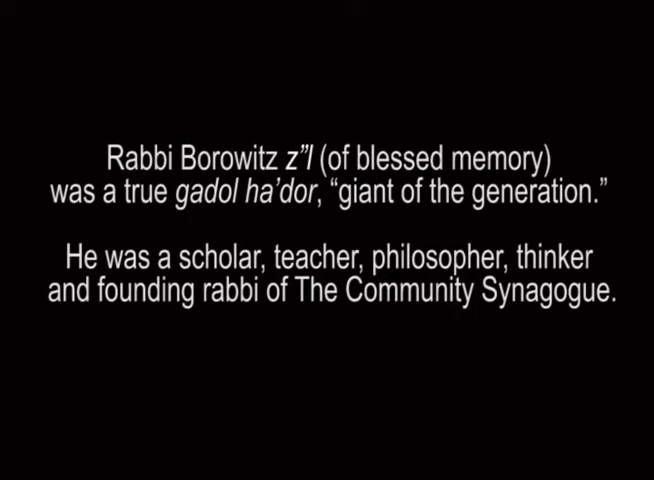 Rabbi Borowitz z”l (of blessed memory)
was a true gadol ha’dor, “giant of the generation.”
He was a scholar, teacher, philosopher, thinker
and founding rabbi of The Community Synagogue.